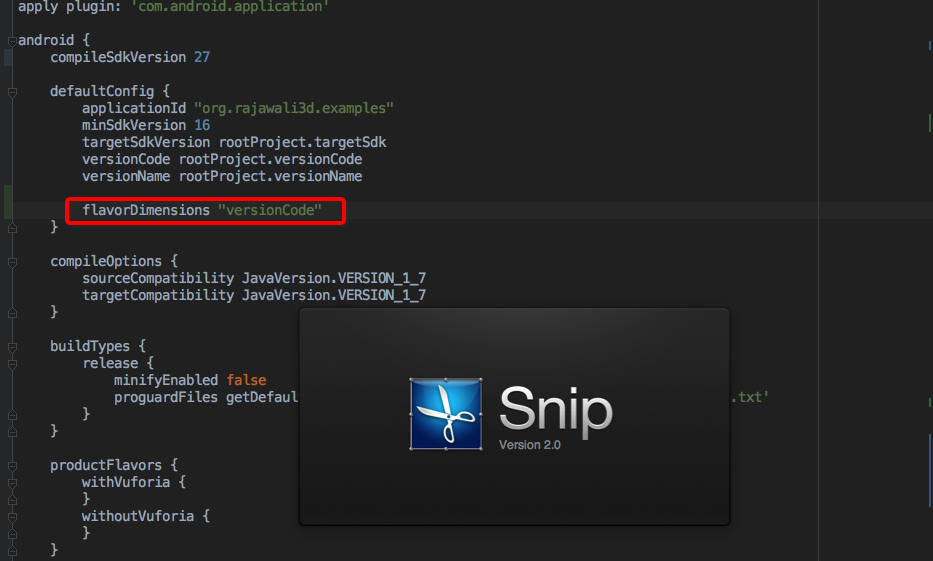 apply plugin: 'com.android.application'
android {
compileSdkVersion 27
defaultConfig {
applicationId "org.rajawali3d.examples"
minSdkVersion 16
targetSdkVersion rootProject.targetSdk
versionCode rootProject.versionCode
versionName rootProject.versionName
flavorDimensions "versionCode"
}
compileOptions {
sourceCompatibility JavaVersion.VERSION_1_7
targetCompatibility JavaVersion.VERSION_1_7
}
buildTypes {
release {
minifyEnabled false
proguardFiles getDefaul .txt'
}
}
productFlavors {
withVuforia {
}
withoutVuforia {
}
}
Snip
Version 2.0